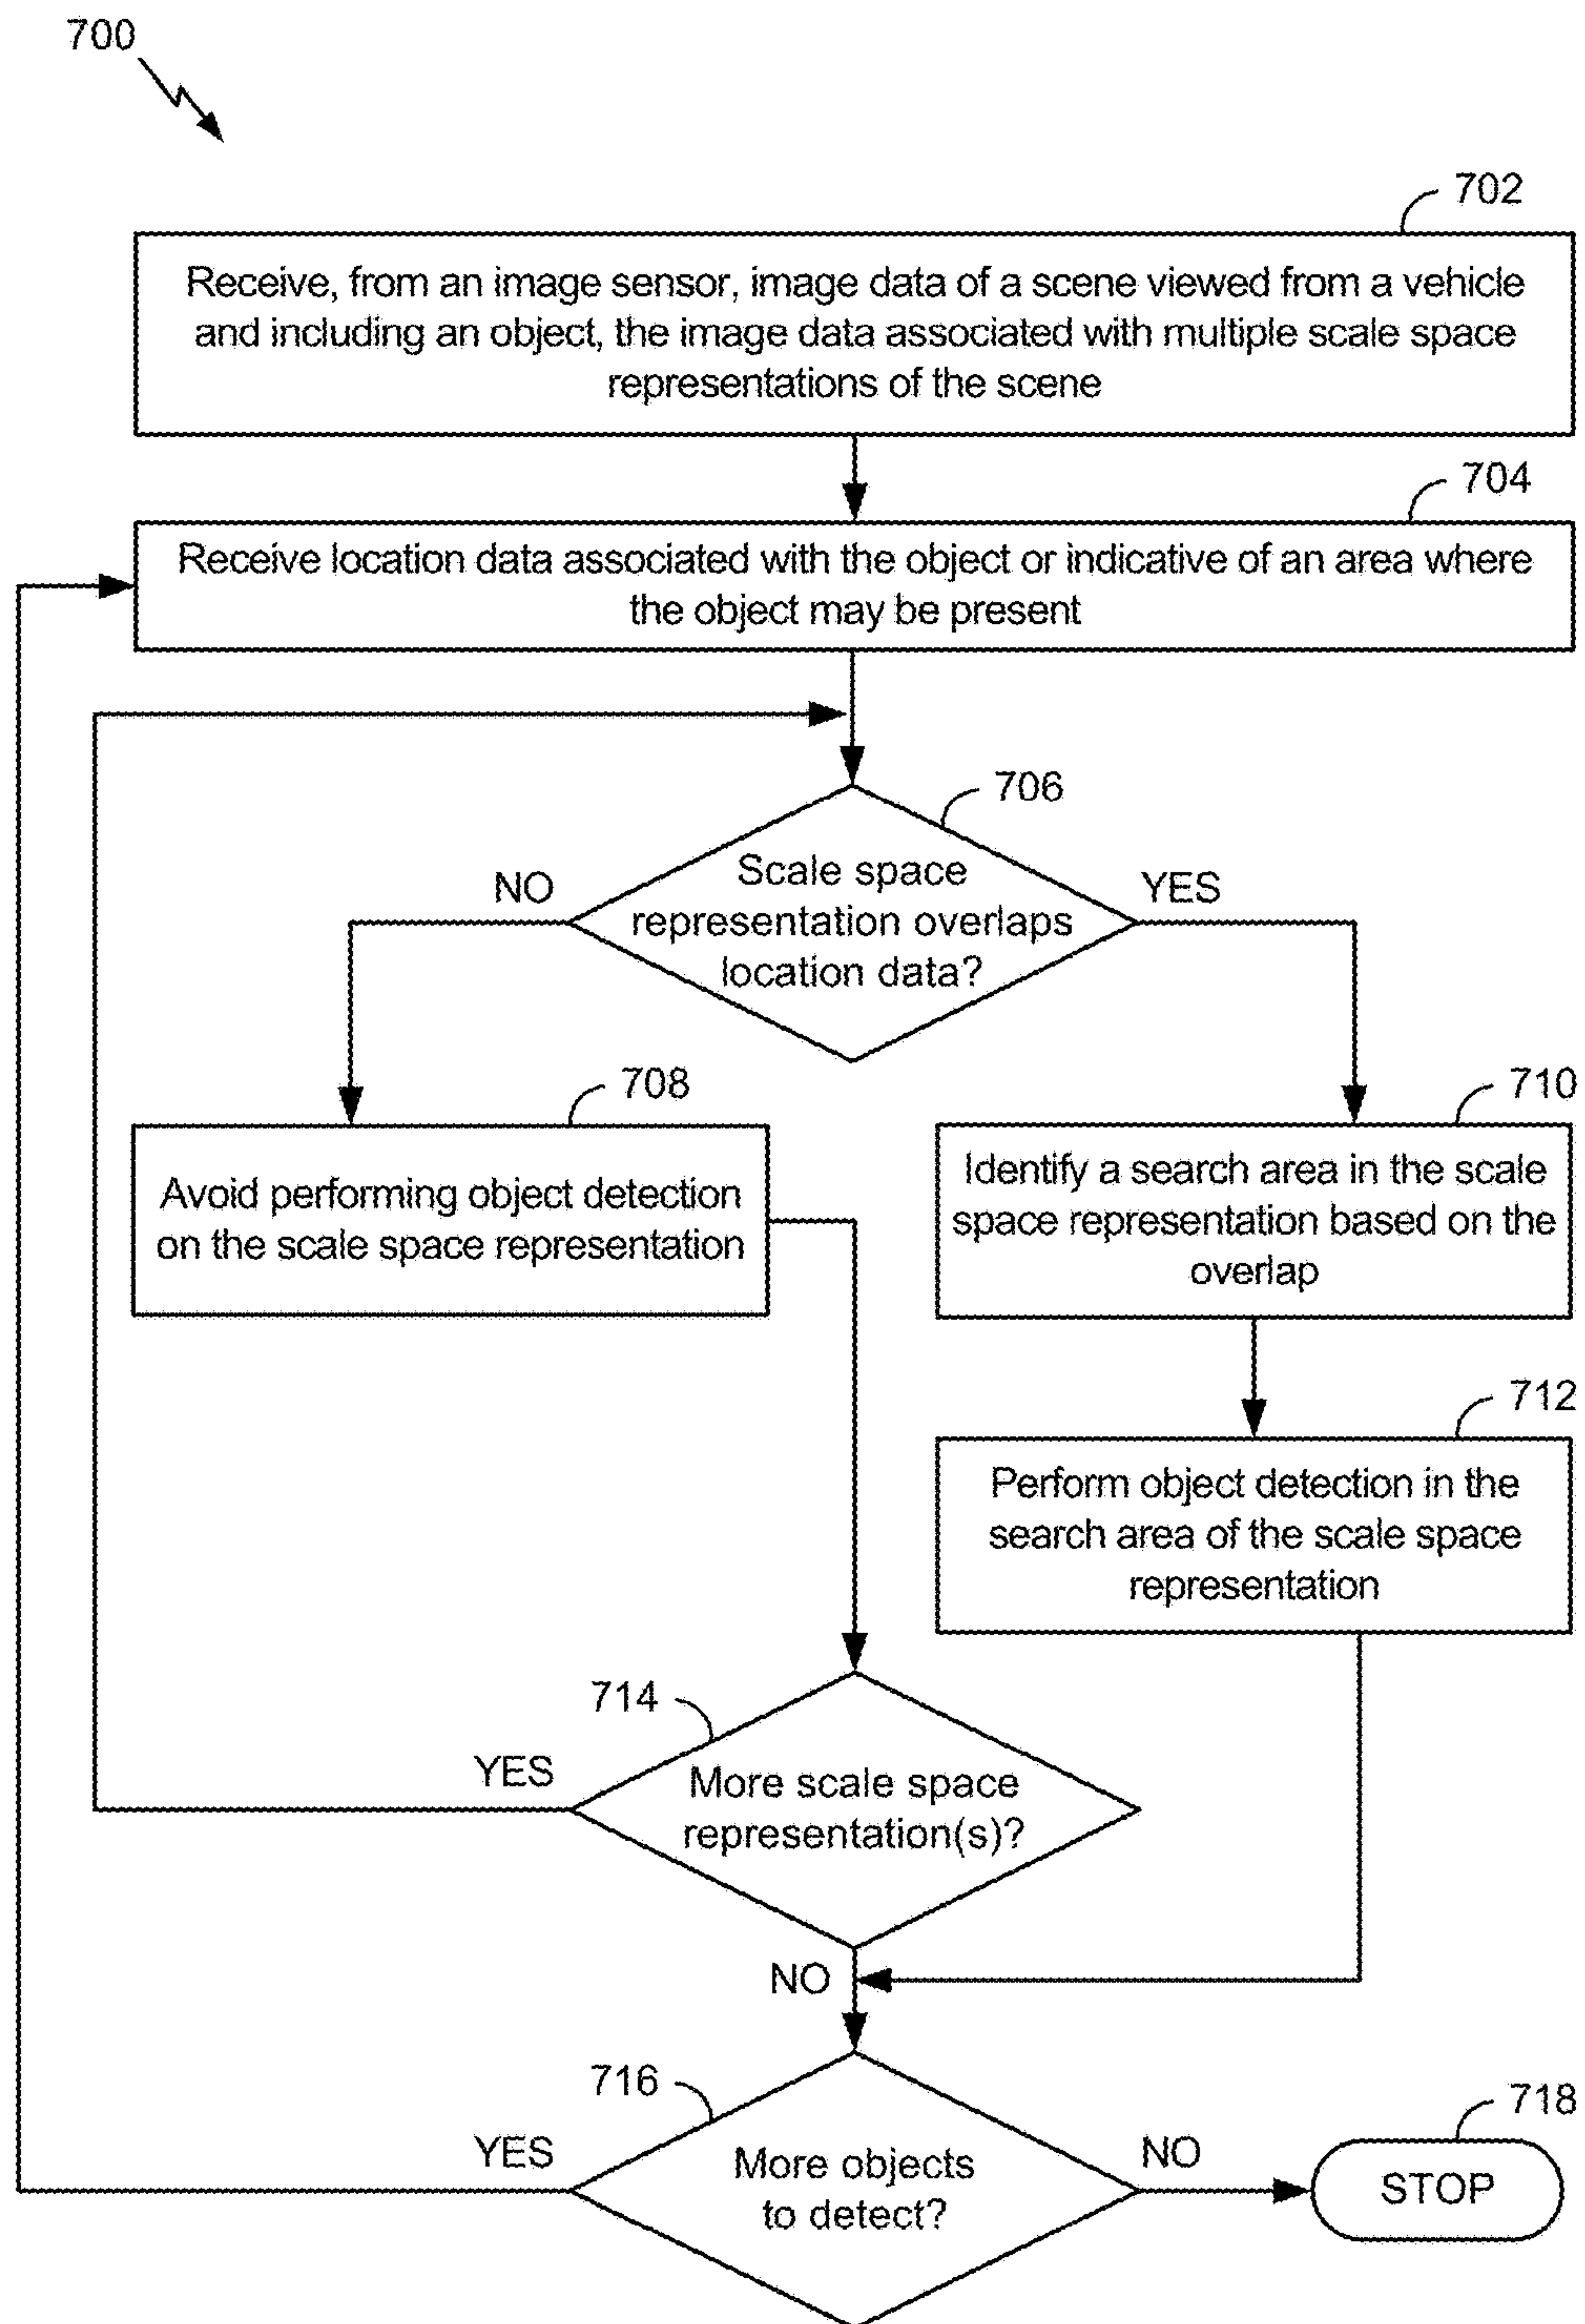 700
702
Receive, from an image sensor, image data of a scene viewed from a vehicle
and including an object, the image data associated with multiple scale space
representations of the scene
704
Receive location data associated with the object or indicative of an area where
the object may be present
706
Scale space
representation overlaps
location data?
NO
YES
708
Avoid performing object detection
on the scale space representation
710
Identify a search area in the scale
space representation based on the
overlap
712
Perform object detection in the
search area of the scale space
representation
714
More scale space
representation(s)?
YES
NO
716
More objects
to detect?
YES
NO
718
STOP